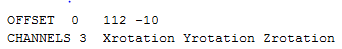 OFFSET  0   112 -10
CHANNELS 3  Xrotation Yrotation Zrotation